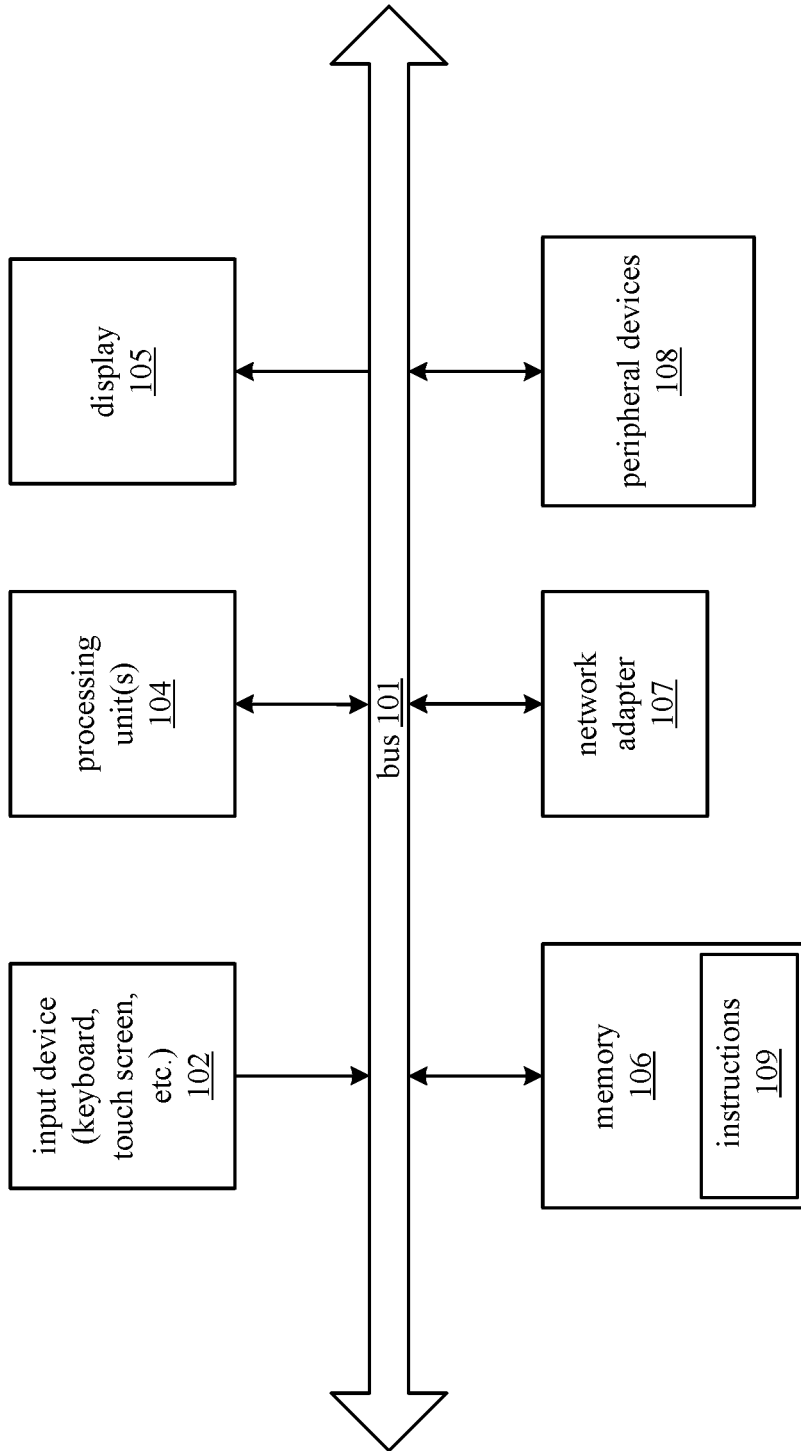 input device
(keyboard,
touch screen,
etc.)
102
processing
unit(s)
104
display
105
bus 101
memory
106
instructions
109
network
adapter
107
peripheral devices
108